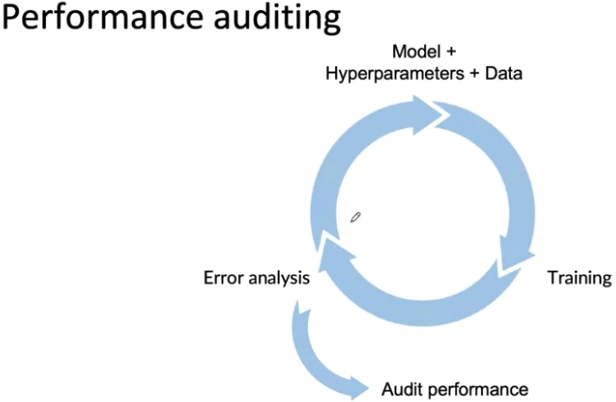 Performance auditing
Model +
Hyperparameters + Data
Error analysis
Training
Audit performance